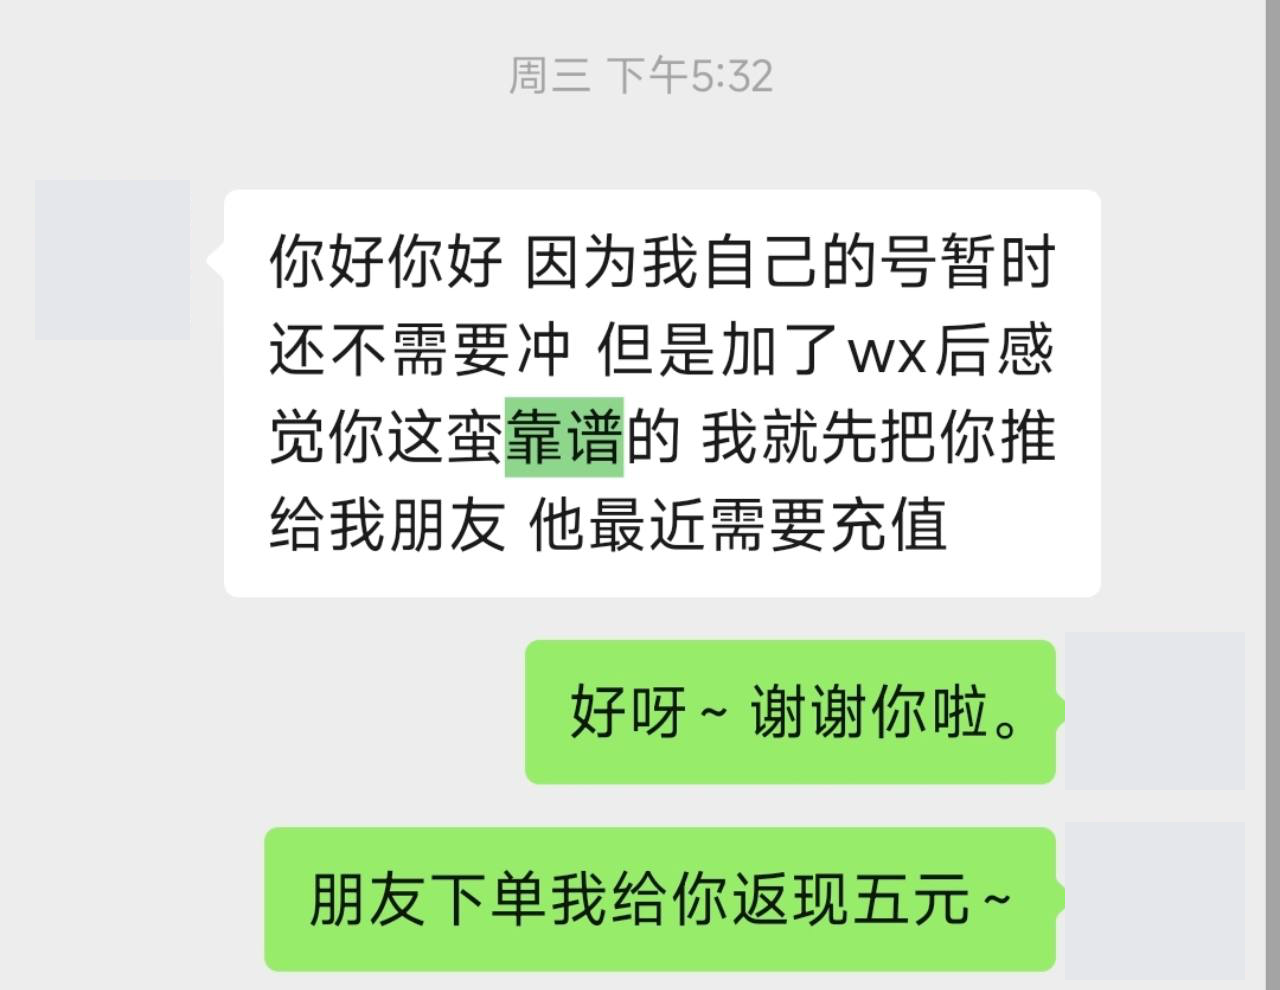 周三 下午5:32
你好你好 因为我自己的号暂时
还不需要冲 但是加了wx后感
觉你这蛮靠谱的 我就先把你推
给我朋友 他最近需要充值
好呀~ 谢谢你啦。
朋友下单我给你返现五元~